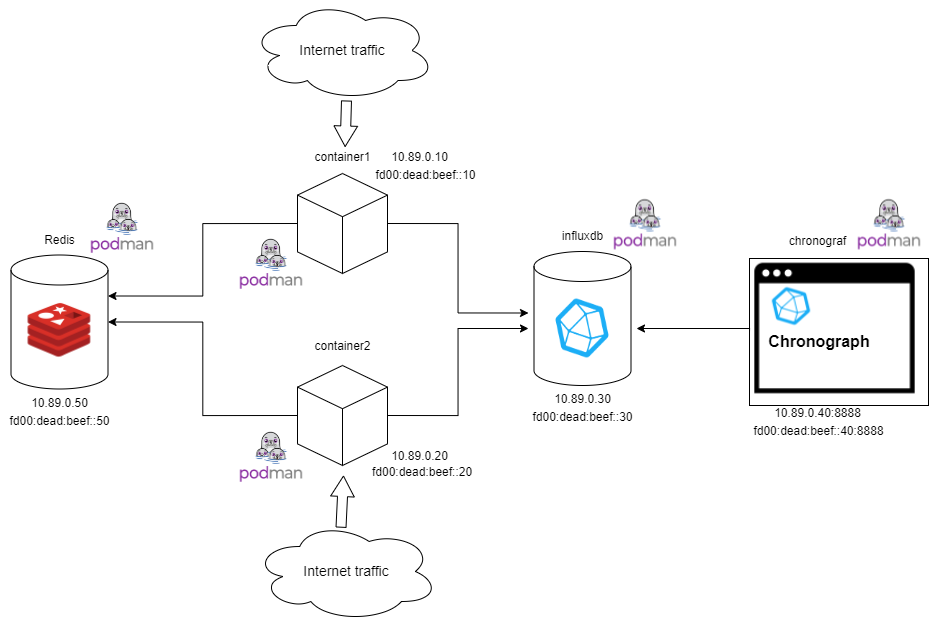 Internet traffic
container1
10.89.0.10
fd00:dead:beef::10
podman
Redis
podman
10.89.0.50
fd00:dead:beef::50
container2
podman
10.89.0.20
fd00:dead:beef::20
Internet traffic
influxdb
podman
10.89.0.30
fd00:dead:beef::30
chronograf
podman
Chronograph
10.89.0.40:8888
fd00:dead:beef::40:8888